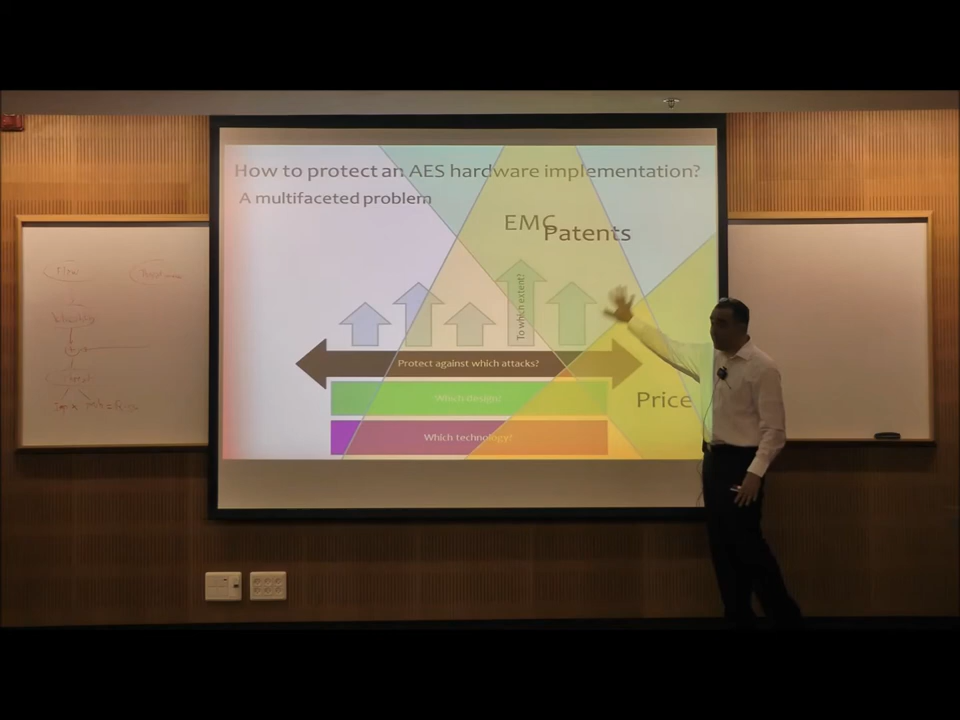 How to protect an AES hardware implementation?
A multifaceted problem
EMC
Patents
To which extent?
Protect against which attacks?
Which design?
Price
Which technology?